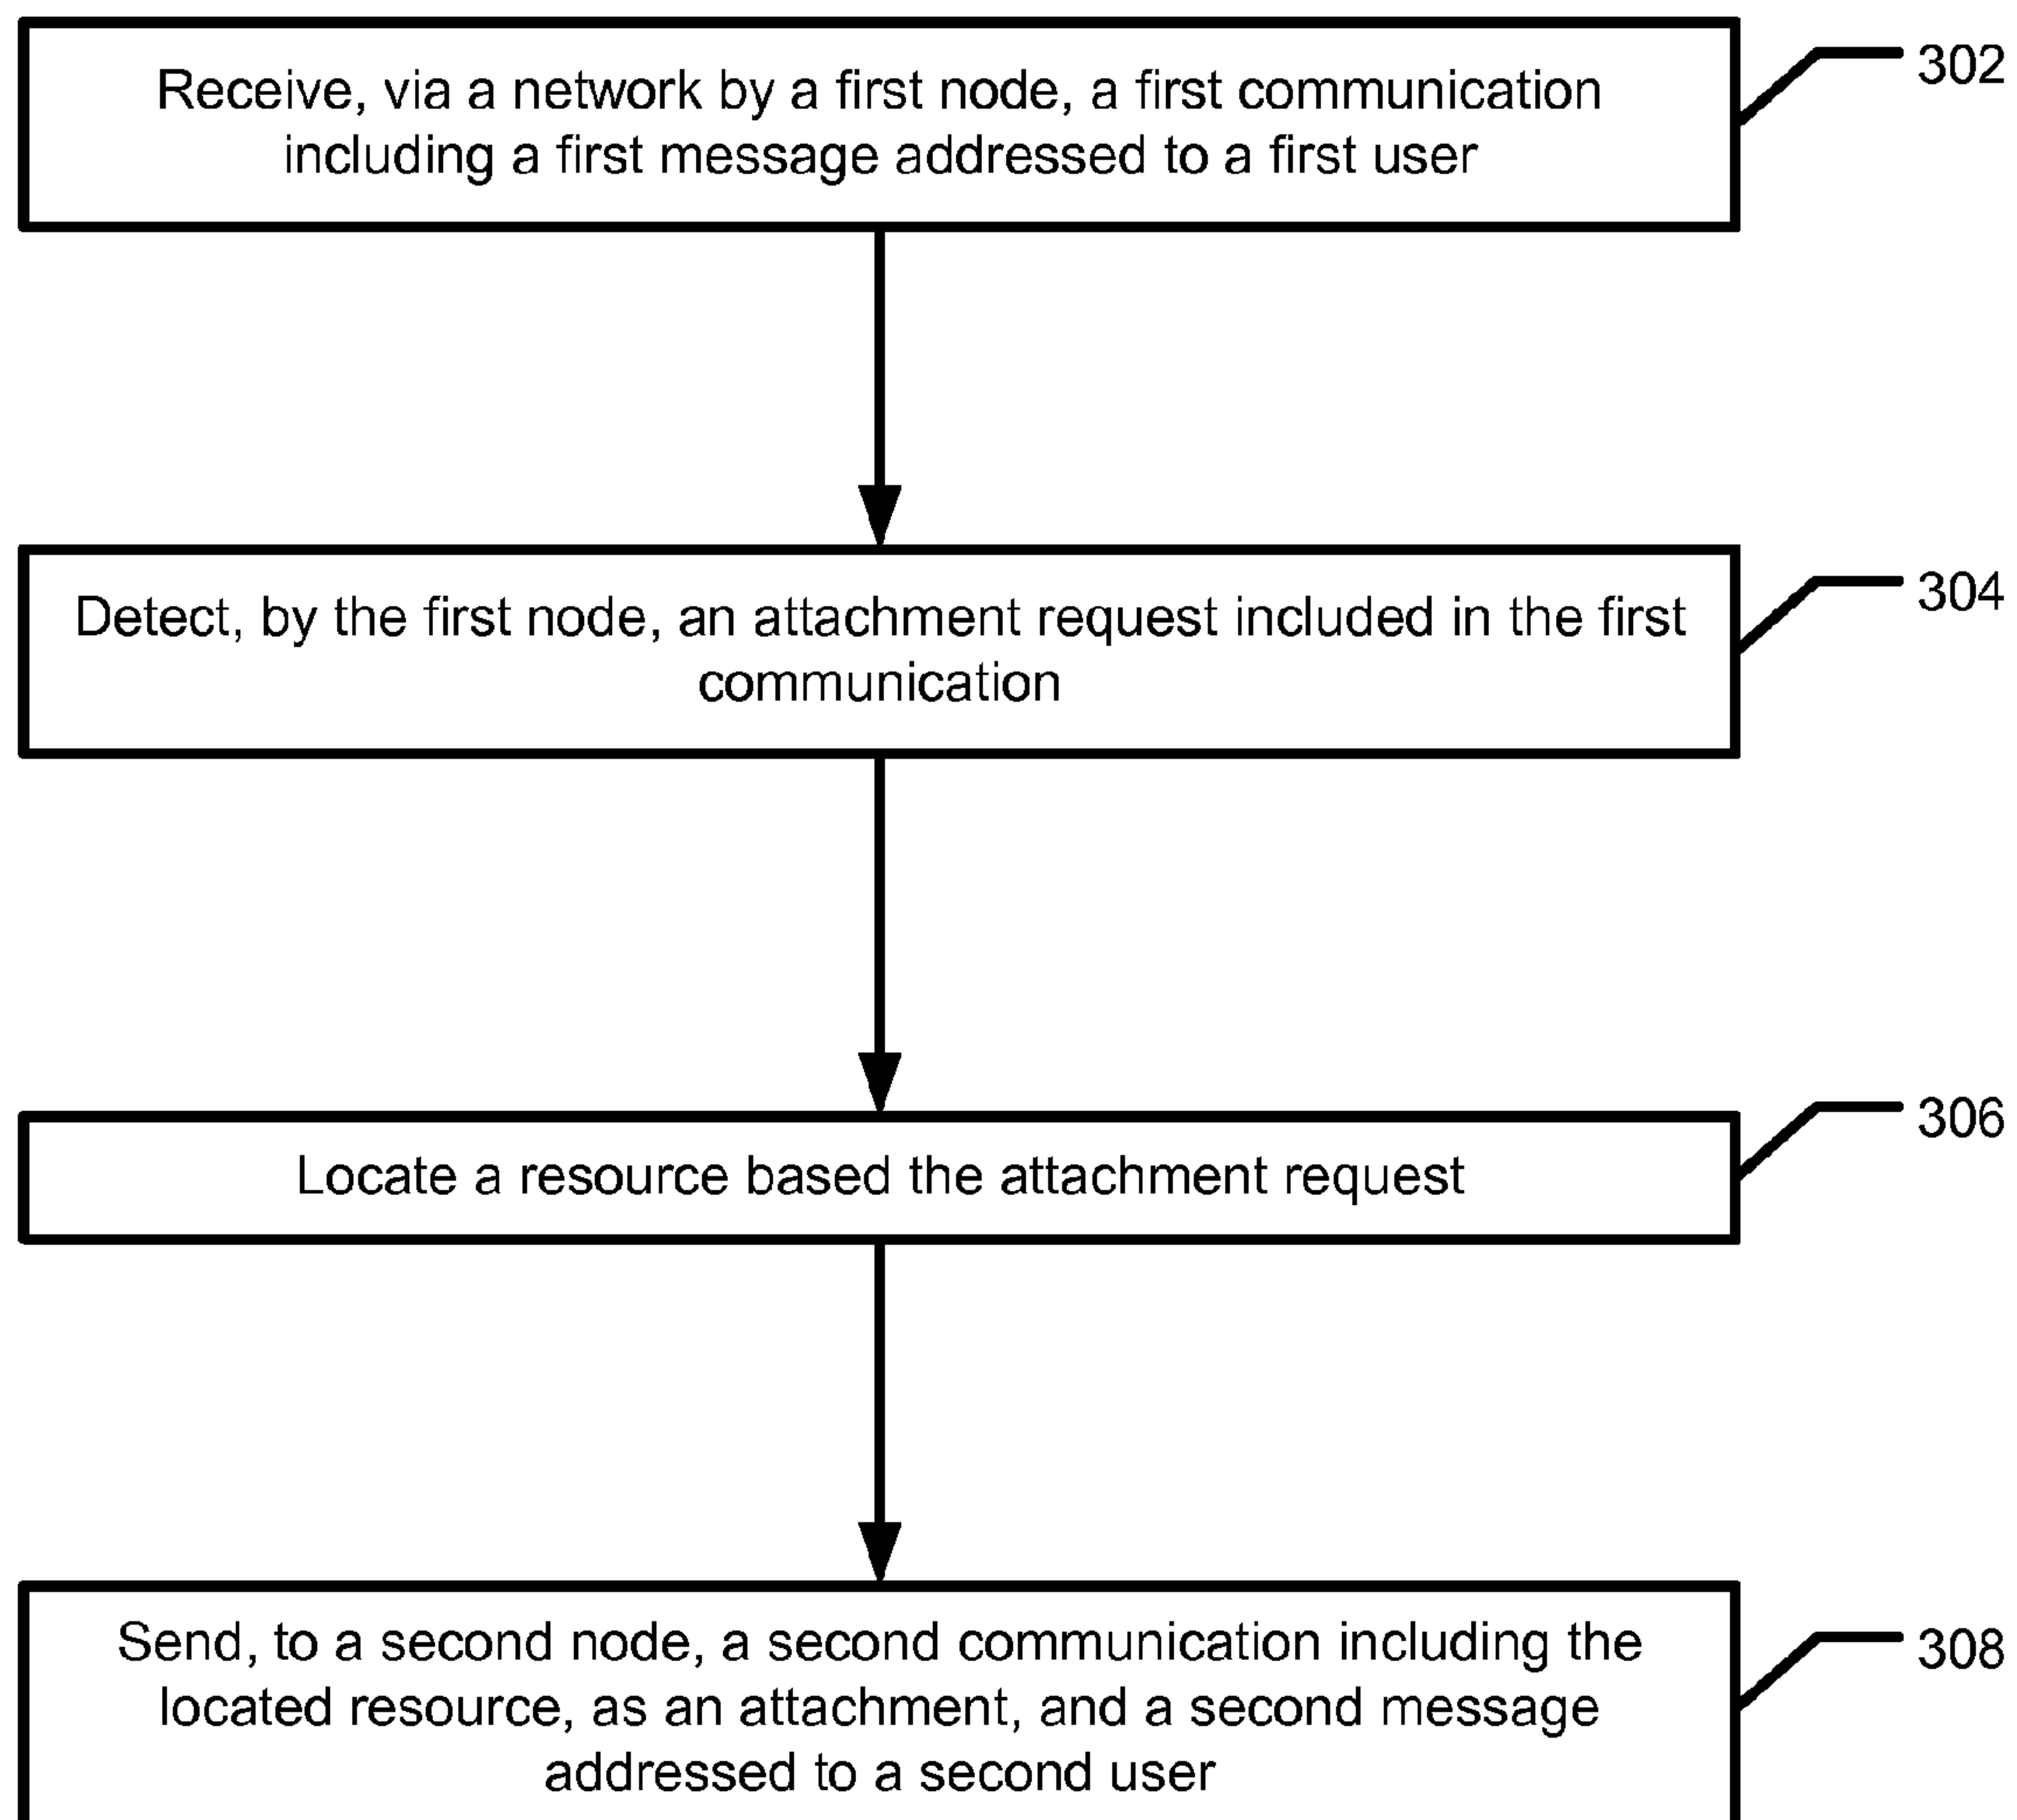 Receive, via a network by a first node, a first communication
including a first message addressed to a first user
302
Detect, by the first node, an attachment request included in the first
communication
304
Locate a resource based the attachment request
306
Send, to a second node, a second communication including the
located resource, as an attachment, and a second message
addressed to a second user
308